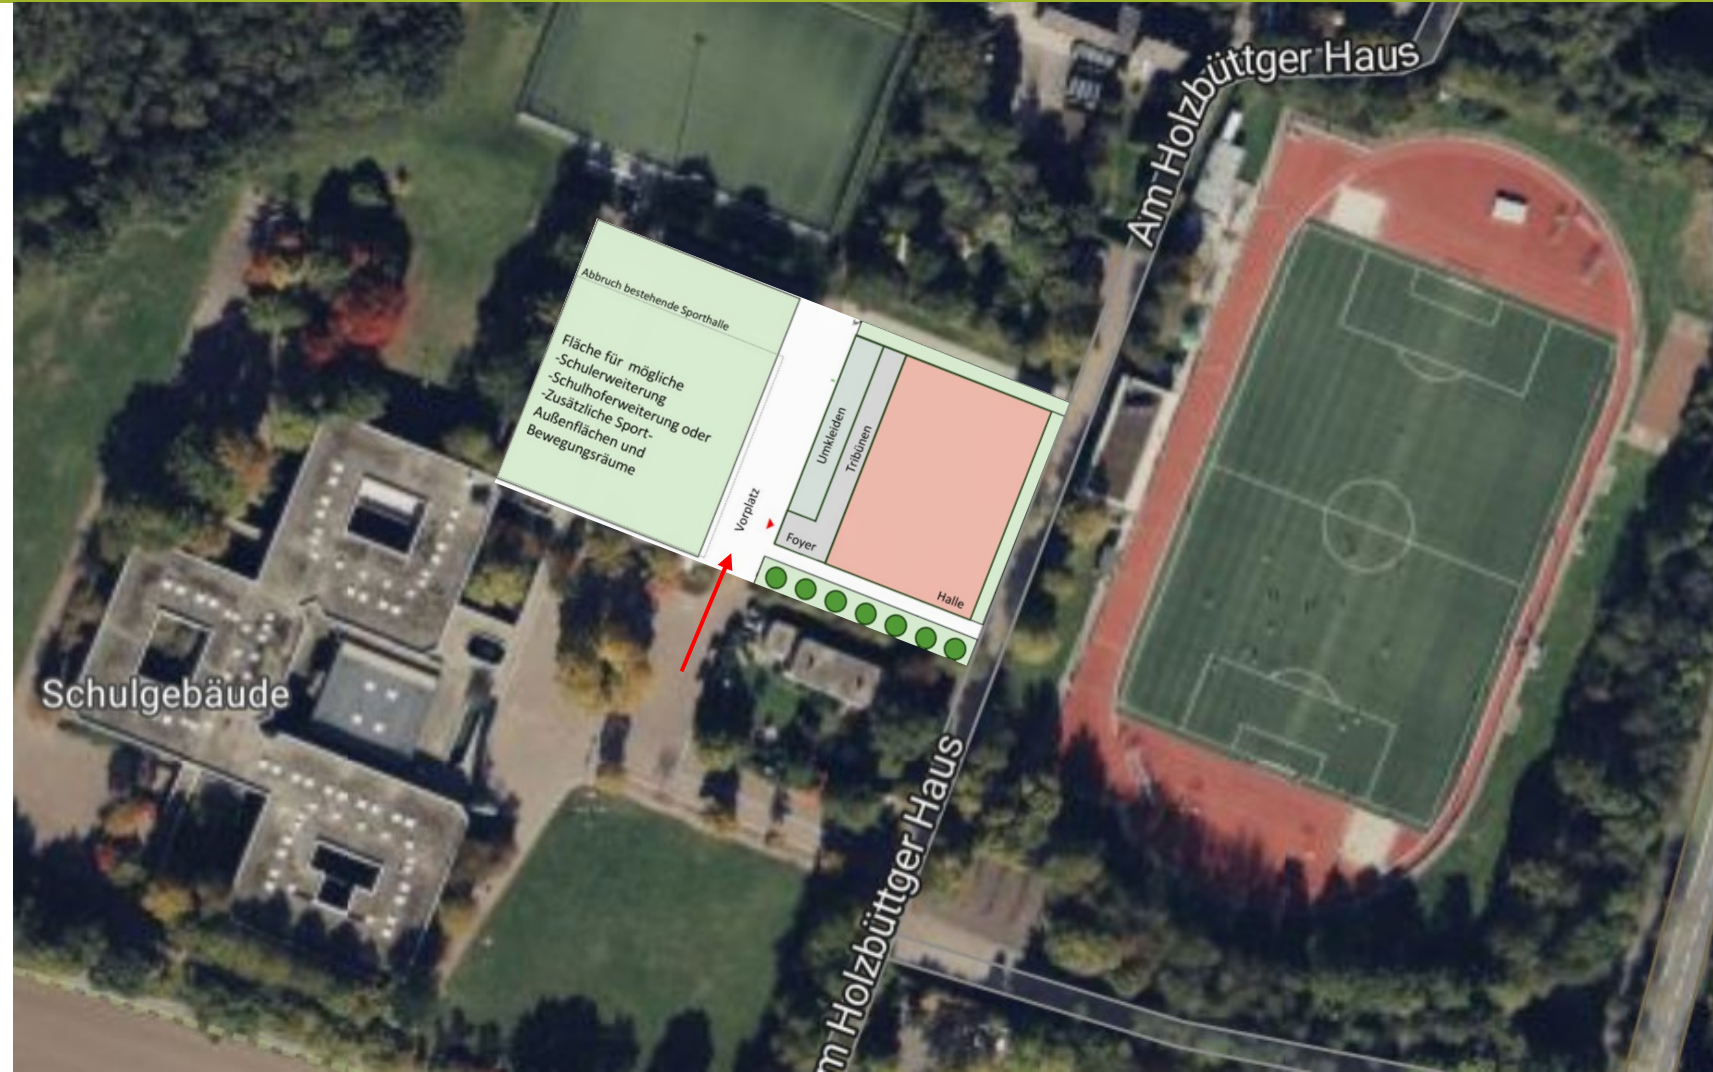 Am Holzbüttger Haus
Abbruch bestehende Sporthalle
Fläche für mögliche
-Schulerweiterung
-Schulhoferweiterung oder
-Zusätzliche Sport-
Außenflächen und
Bewegungsräume
Umkleiden
Tribünen
Vorplatz
Foyer
Halle
Schulgebäude
m Holzbüttger Haus